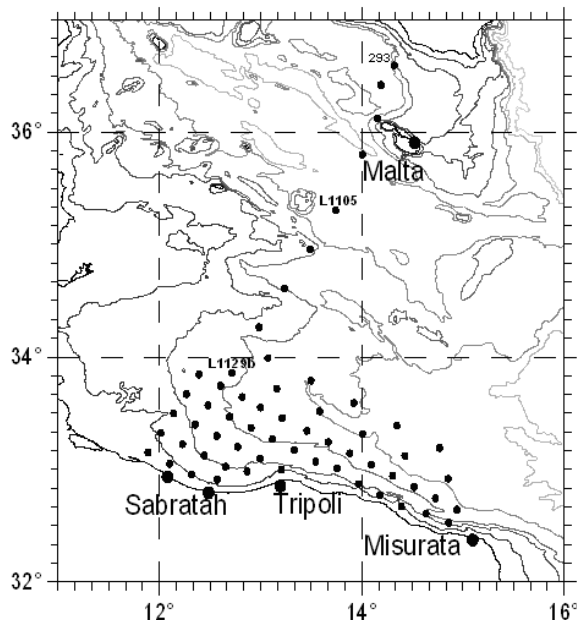 293
36°
Malta
L1105
34°
L1129b
Sabratah
Tripoli
Misurata
32°
12°
14°
16°